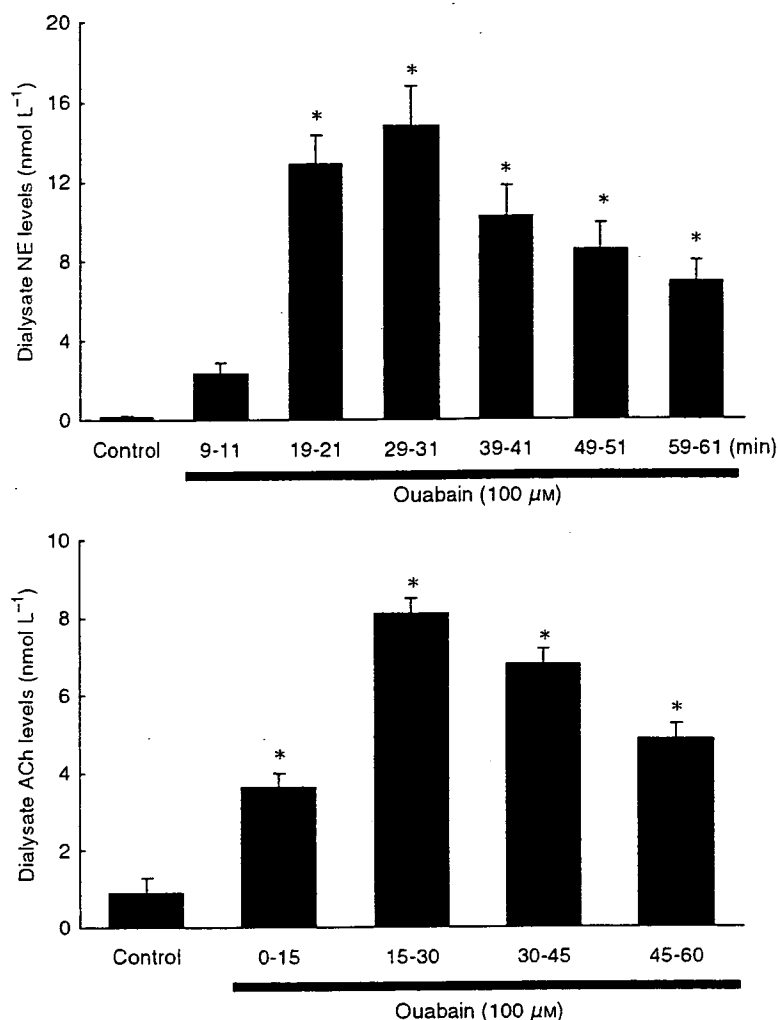 Dialysate NE levels (nmol L⁻¹)
20
16
12
8
4
0
* * * * *
Control 9-11 19-21 29-31 39-41 49-51 59-61 (min)
Ouabain (100 μM)
Dialysate ACh levels (nmol L⁻¹)
10
8
6
4
2
0
* * * *
Control 0-15 15-30 30-45 45-60
Ouabain (100 μM)